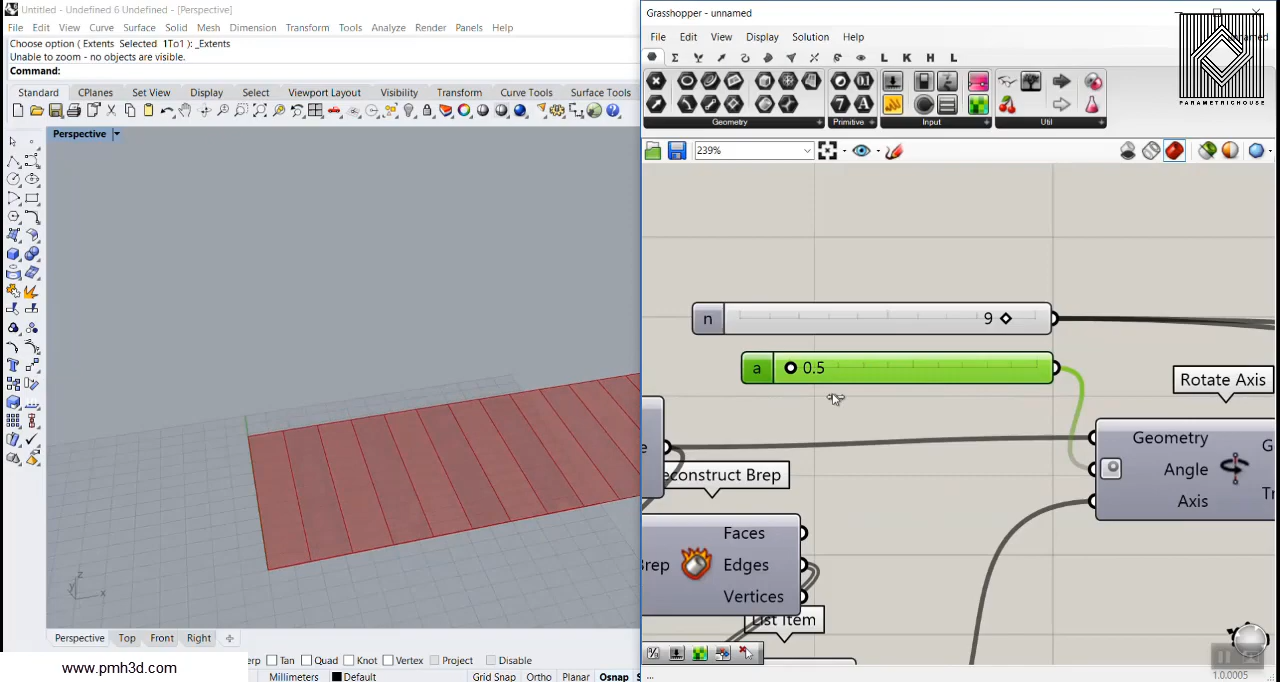 Untitled - Undefined 6 Undefined - [Perspective]
File Edit View Curve Surface Solid Mesh Dimension Transform Tools Analyze Render Panels Help
Choose option ( Extents Selected 1To1 ): _Extents
Unable to zoom - no objects are visible.
Command:
Standard CPlanes Set View Display Select Viewport Layout Visibility Transform Curve Tools Surface Tools
Perspective
z
x
Perspective Top Front Right
erp Tan Quad Knot Vertex Project Disable
www.pmh3d.com
Millimeters Default Grid Snap Ortho Planar Osnap
Grasshopper - unnamed
unnamed
PARAMETRICHOUSE
File Edit View Display Solution Help
L K H L
Geometry Primitive Input Util
239%
n 9
a 0.5
Rotate Axis
Geometry
Angle
Axis
G
T
e
econstruct Brep
Brep
Faces
Edges
Vertices
List Item
...
1.0.0005